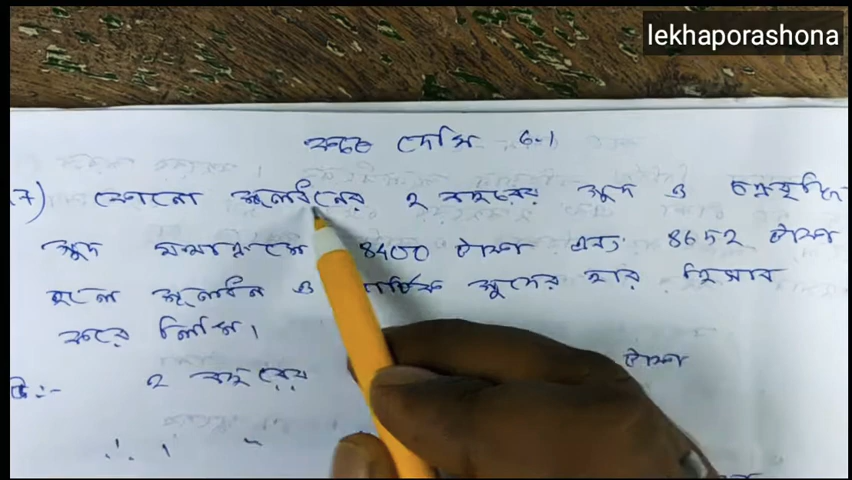 lekhaporashona
কষে দেখি 6.1
7) কোনো মূলধনের 2 বছরের সুদ ও চক্রবৃদ্ধি
সুদ যথাক্রমে 8400 টাকা এবং 8652 টাকা
হলে মূলধন ও বার্ষিক সুদের হার হিসাব
করে লিখি।
টাকা
উঃ:- 2 বছরের
∴ 1 "